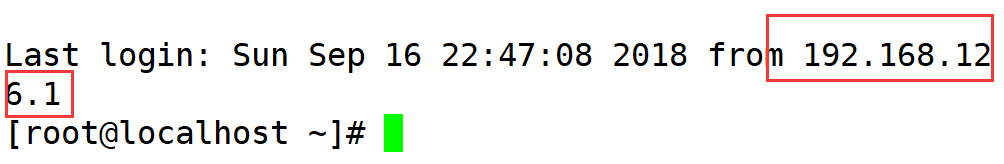 Last login: Sun Sep 16 22:47:08 2018 from 192.168.12
6.1
[root@localhost ~]#